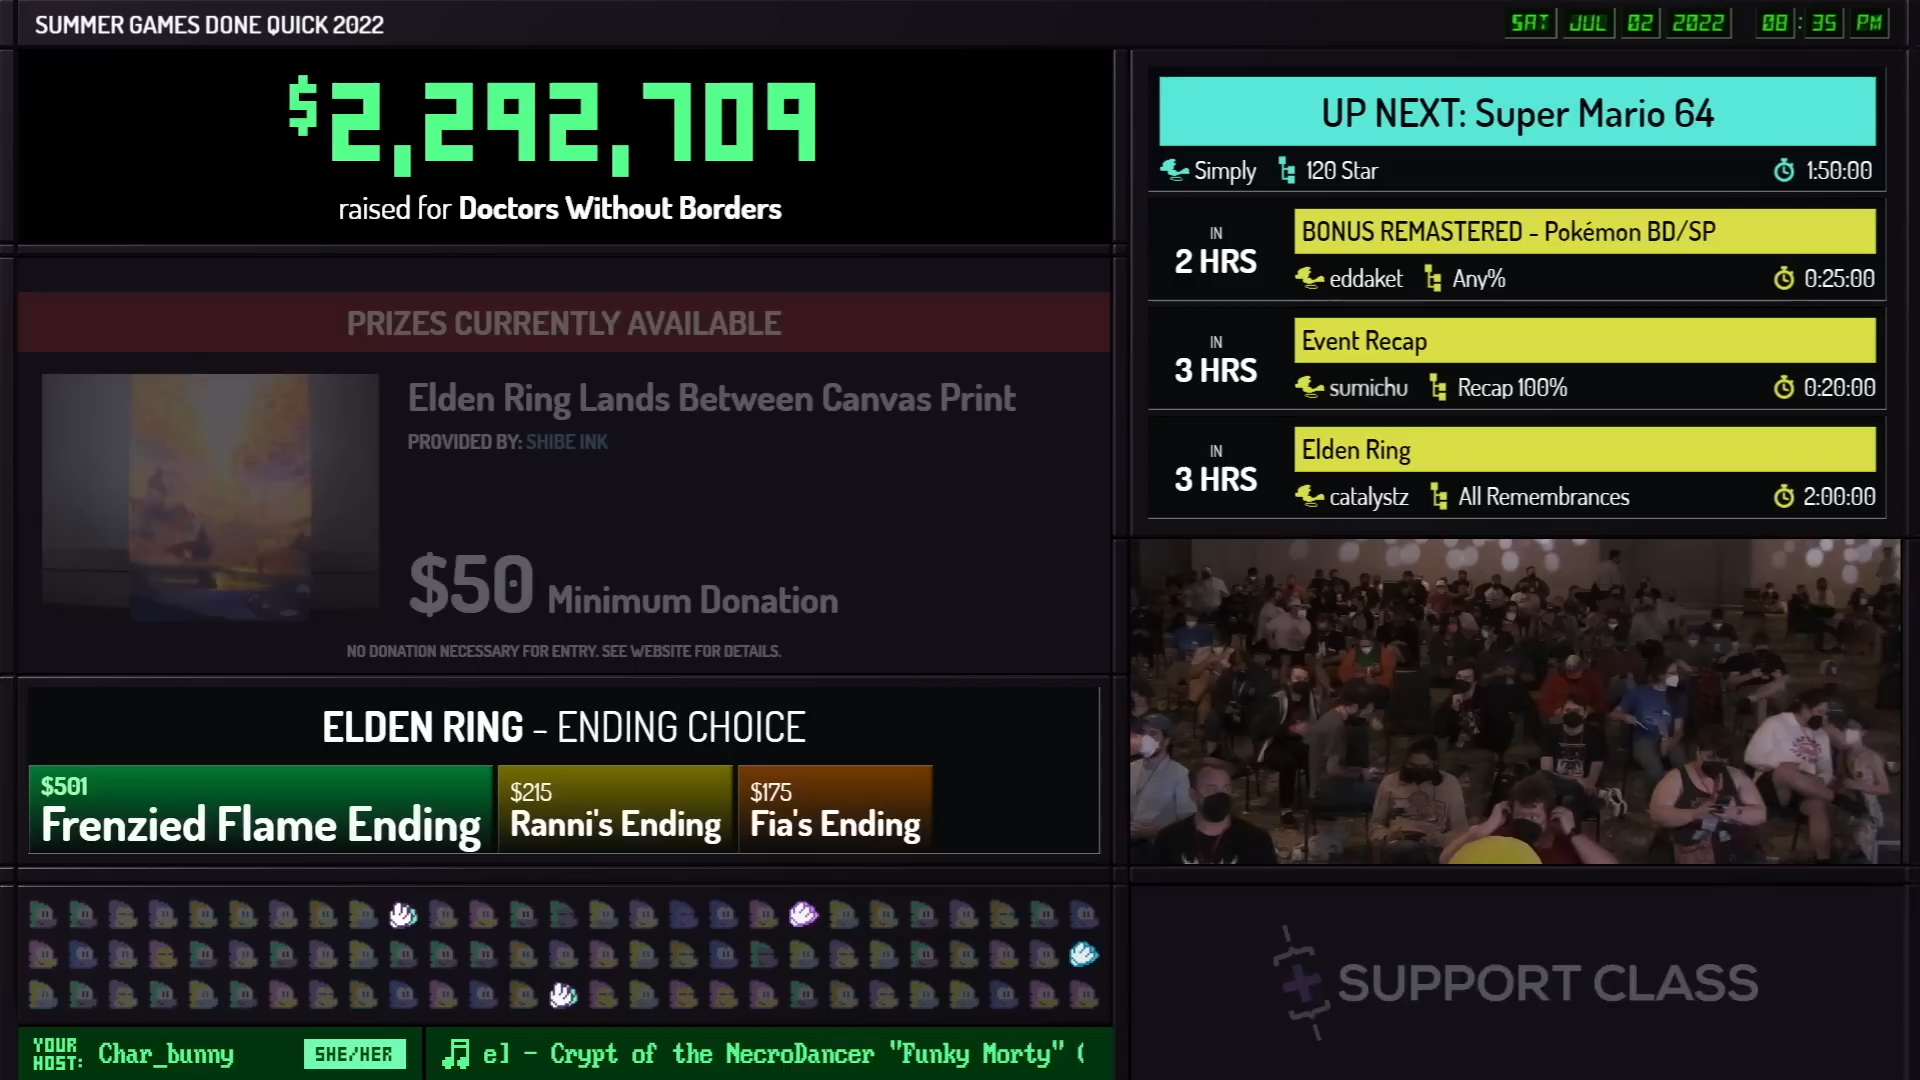 SUMMER GAMES DONE QUICK 2022
SAT JUL 02 2022 08:35 PM
$2,292,709
raised for Doctors Without Borders
PRIZES CURRENTLY AVAILABLE
Elden Ring Lands Between Canvas Print
PROVIDED BY: SHIBE INK
$50 Minimum Donation
NO DONATION NECESSARY FOR ENTRY. SEE WEBSITE FOR DETAILS.
ELDEN RING - ENDING CHOICE
$501
Frenzied Flame Ending
$215
Ranni's Ending
$175
Fia's Ending
YOUR HOST: Char_bunny SHE/HER
e] - Crypt of the NecroDancer "Funky Morty" (
UP NEXT: Super Mario 64
Simply 120 Star 1:50:00
IN 2 HRS
BONUS REMASTERED - Pokémon BD/SP
eddaket Any% 0:25:00
IN 3 HRS
Event Recap
sumichu Recap 100% 0:20:00
IN 3 HRS
Elden Ring
catalystz All Remembrances 2:00:00
SUPPORT CLASS